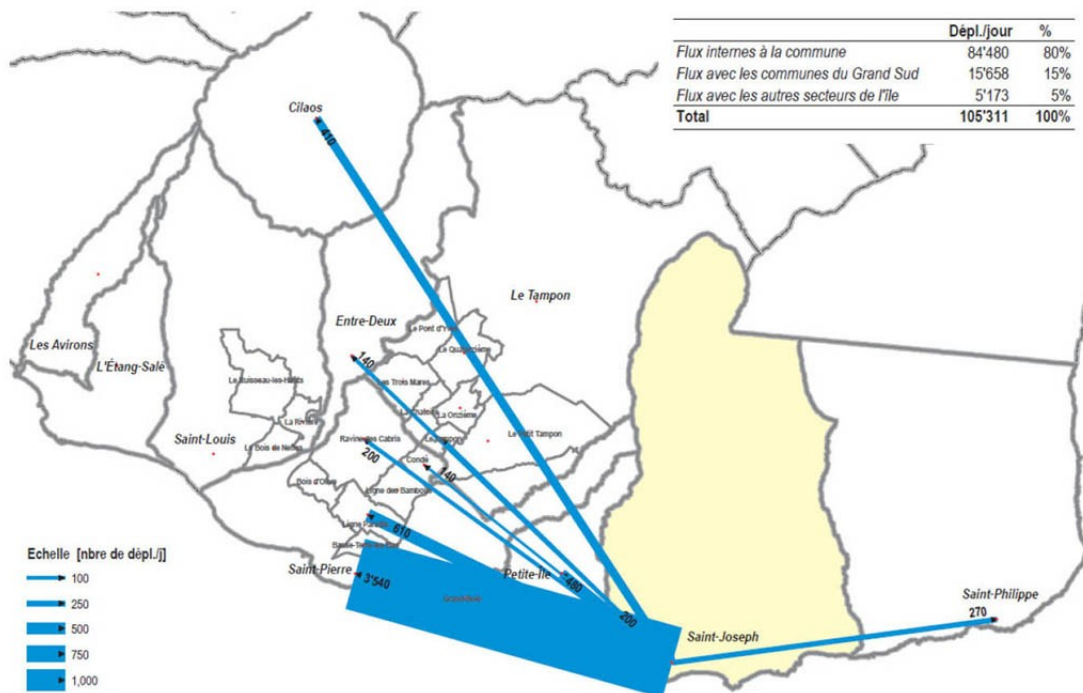 Dépl./jour %
Flux internes à la commune 84'480 80%
Flux avec les communes du Grand Sud 15'658 15%
Flux avec les autres secteurs de l'île 5'173 5%
Total 105'311 100%
Cilaos
410
Le Tampon
Entre-Deux
Le Pont d'Yves
Les Avirons
L'Étang-Salé
140
Les Trois Mares
La Châtoire
La Onzième
Saint-Louis
Ravine des Cabris
Le Petit Tampon
200
Condé
140
Bois d'Olive
Ligne des Bambous
Ligne Paradis
610
Echelle [nbre de dépl./j]
100
250
500
750
1,000
Saint-Pierre
3'540
Petite-Ile
480
Grand-Bois
200
Saint-Philippe
270
Saint-Joseph